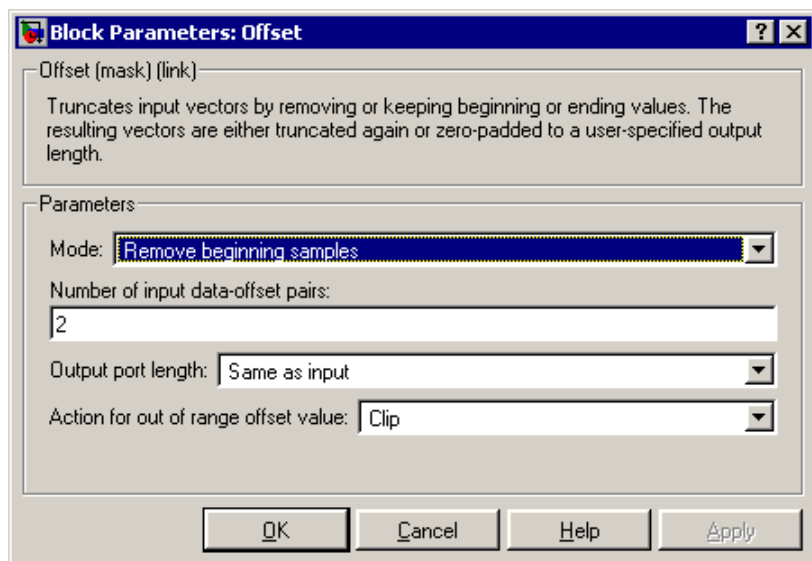 Block Parameters: Offset
Offset (mask) (link)
Truncates input vectors by removing or keeping beginning or ending values. The
resulting vectors are either truncated again or zero-padded to a user-specified output
length.
Parameters
Mode: Remove beginning samples
Number of input data-offset pairs:
2
Output port length: Same as input
Action for out of range offset value: Clip
OK Cancel Help Apply